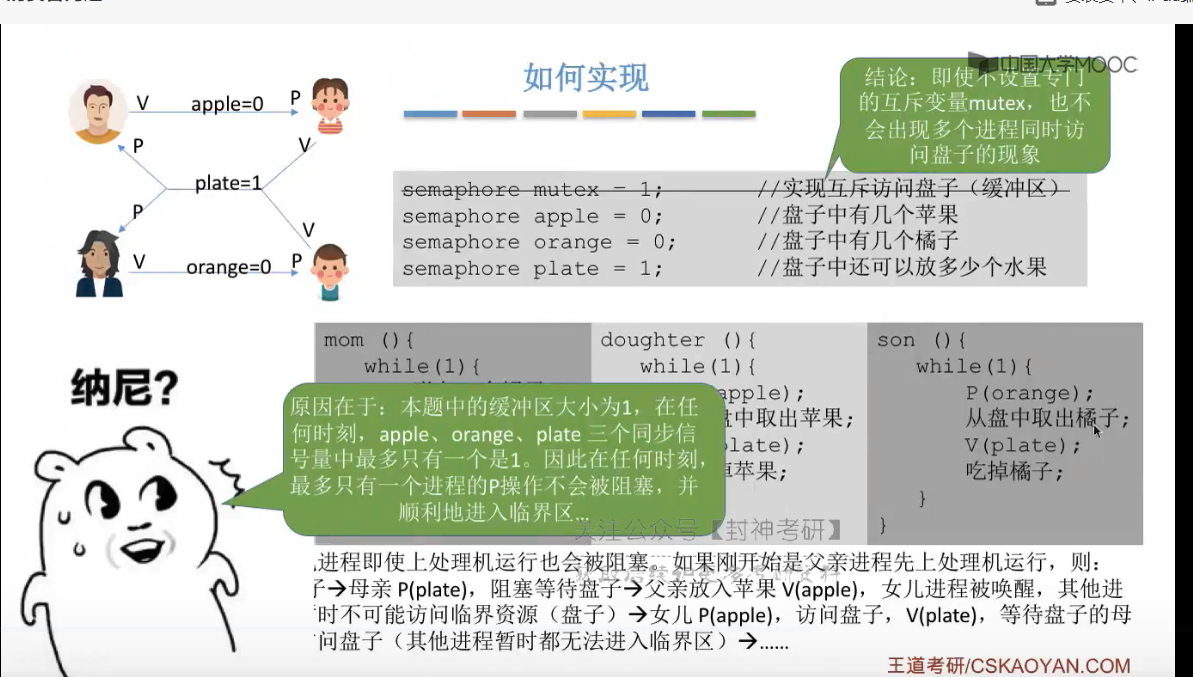 如何实现
中国大学MOOC
结论：即使不设置专门
的互斥变量mutex，也不
会出现多个进程同时访
问盘子的现象
V apple=0 P
P V
plate=1
P V
V orange=0 P
semaphore mutex = 1; //实现互斥访问盘子（缓冲区）
semaphore apple = 0; //盘子中有几个苹果
semaphore orange = 0; //盘子中有几个橘子
semaphore plate = 1; //盘子中还可以放多少个水果
mom (){
while(1){
doughter (){
while(1){
apple);
盘中取出苹果;
plate);
苹果;
son (){
while(1){
P(orange);
从盘中取出橘子;
V(plate);
吃掉橘子;
}
}
纳尼?
原因在于：本题中的缓冲区大小为1，在任
何时刻，apple、orange、plate 三个同步信
号量中最多只有一个是1。因此在任何时刻，
最多只有一个进程的P操作不会被阻塞，并
顺利地进入临界区...
关注公众号【封神考研】
进程即使上处理机运行也会被阻塞。如果刚开始是父亲进程先上处理机运行，则：
子→母亲 P(plate)，阻塞等待盘子→父亲放入苹果 V(apple)，女儿进程被唤醒，其他进
时不可能访问临界资源（盘子）→女儿 P(apple)，访问盘子，V(plate)，等待盘子的母
问盘子（其他进程暂时都无法进入临界区）→......
王道考研/CSKAOYAN.COM